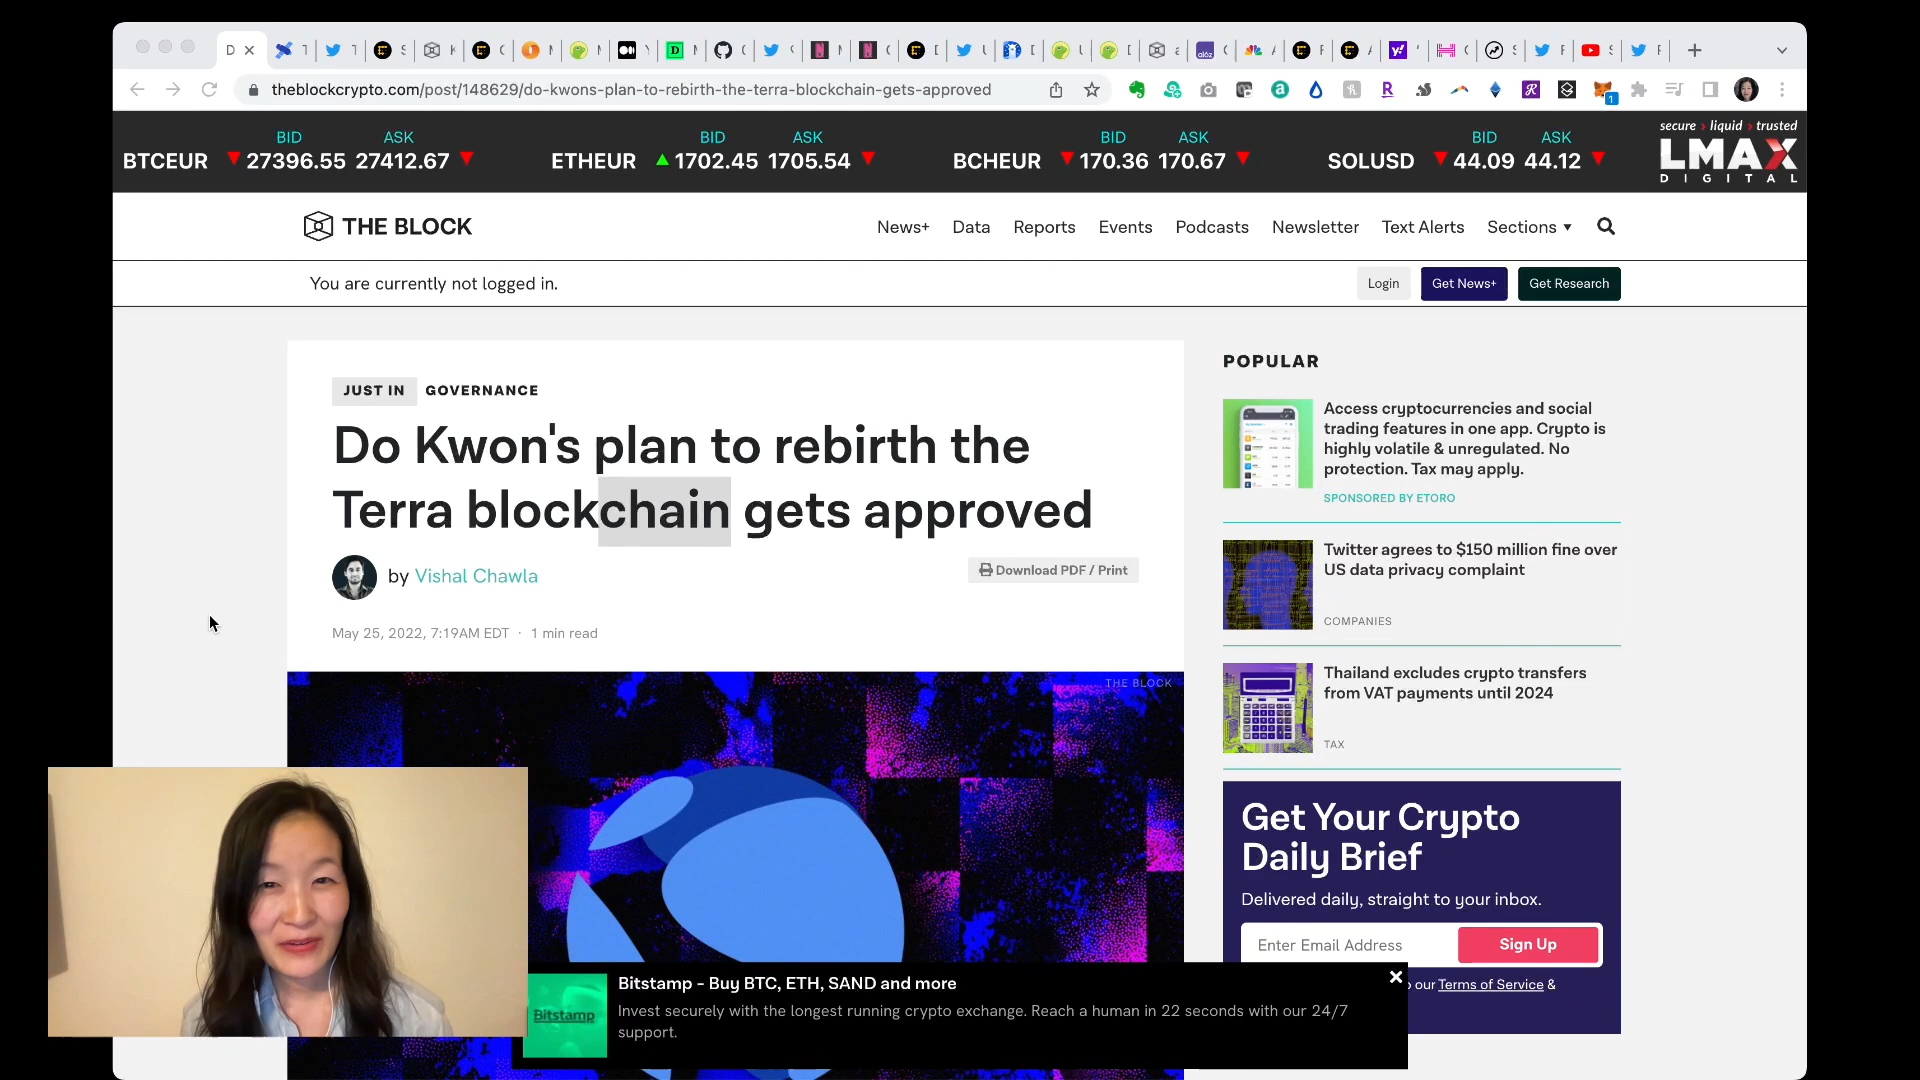 D
theblockcrypto.com/post/148629/do-kwons-plan-to-rebirth-the-terra-blockchain-gets-approved
BID ASK BID ASK BID ASK BID ASK
BTCEUR 27396.55 27412.67 ETHEUR 1702.45 1705.54 BCHEUR 170.36 170.67 SOLUSD 44.09 44.12
secure › liquid › trusted
LMAX
DIGITAL
THE BLOCK
News+ Data Reports Events Podcasts Newsletter Text Alerts Sections
You are currently not logged in.
Login Get News+ Get Research
JUST IN GOVERNANCE
Do Kwon's plan to rebirth the
Terra blockchain gets approved
by Vishal Chawla
Download PDF / Print
May 25, 2022, 7:19AM EDT · 1 min read
THE BLOCK
POPULAR
Access cryptocurrencies and social
trading features in one app. Crypto is
highly volatile & unregulated. No
protection. Tax may apply.
SPONSORED BY ETORO
Twitter agrees to $150 million fine over
US data privacy complaint
COMPANIES
Thailand excludes crypto transfers
from VAT payments until 2024
TAX
Get Your Crypto
Daily Brief
Delivered daily, straight to your inbox.
Enter Email Address Sign Up
our Terms of Service &
Bitstamp
Bitstamp - Buy BTC, ETH, SAND and more
Invest securely with the longest running crypto exchange. Reach a human in 22 seconds with our 24/7
support.